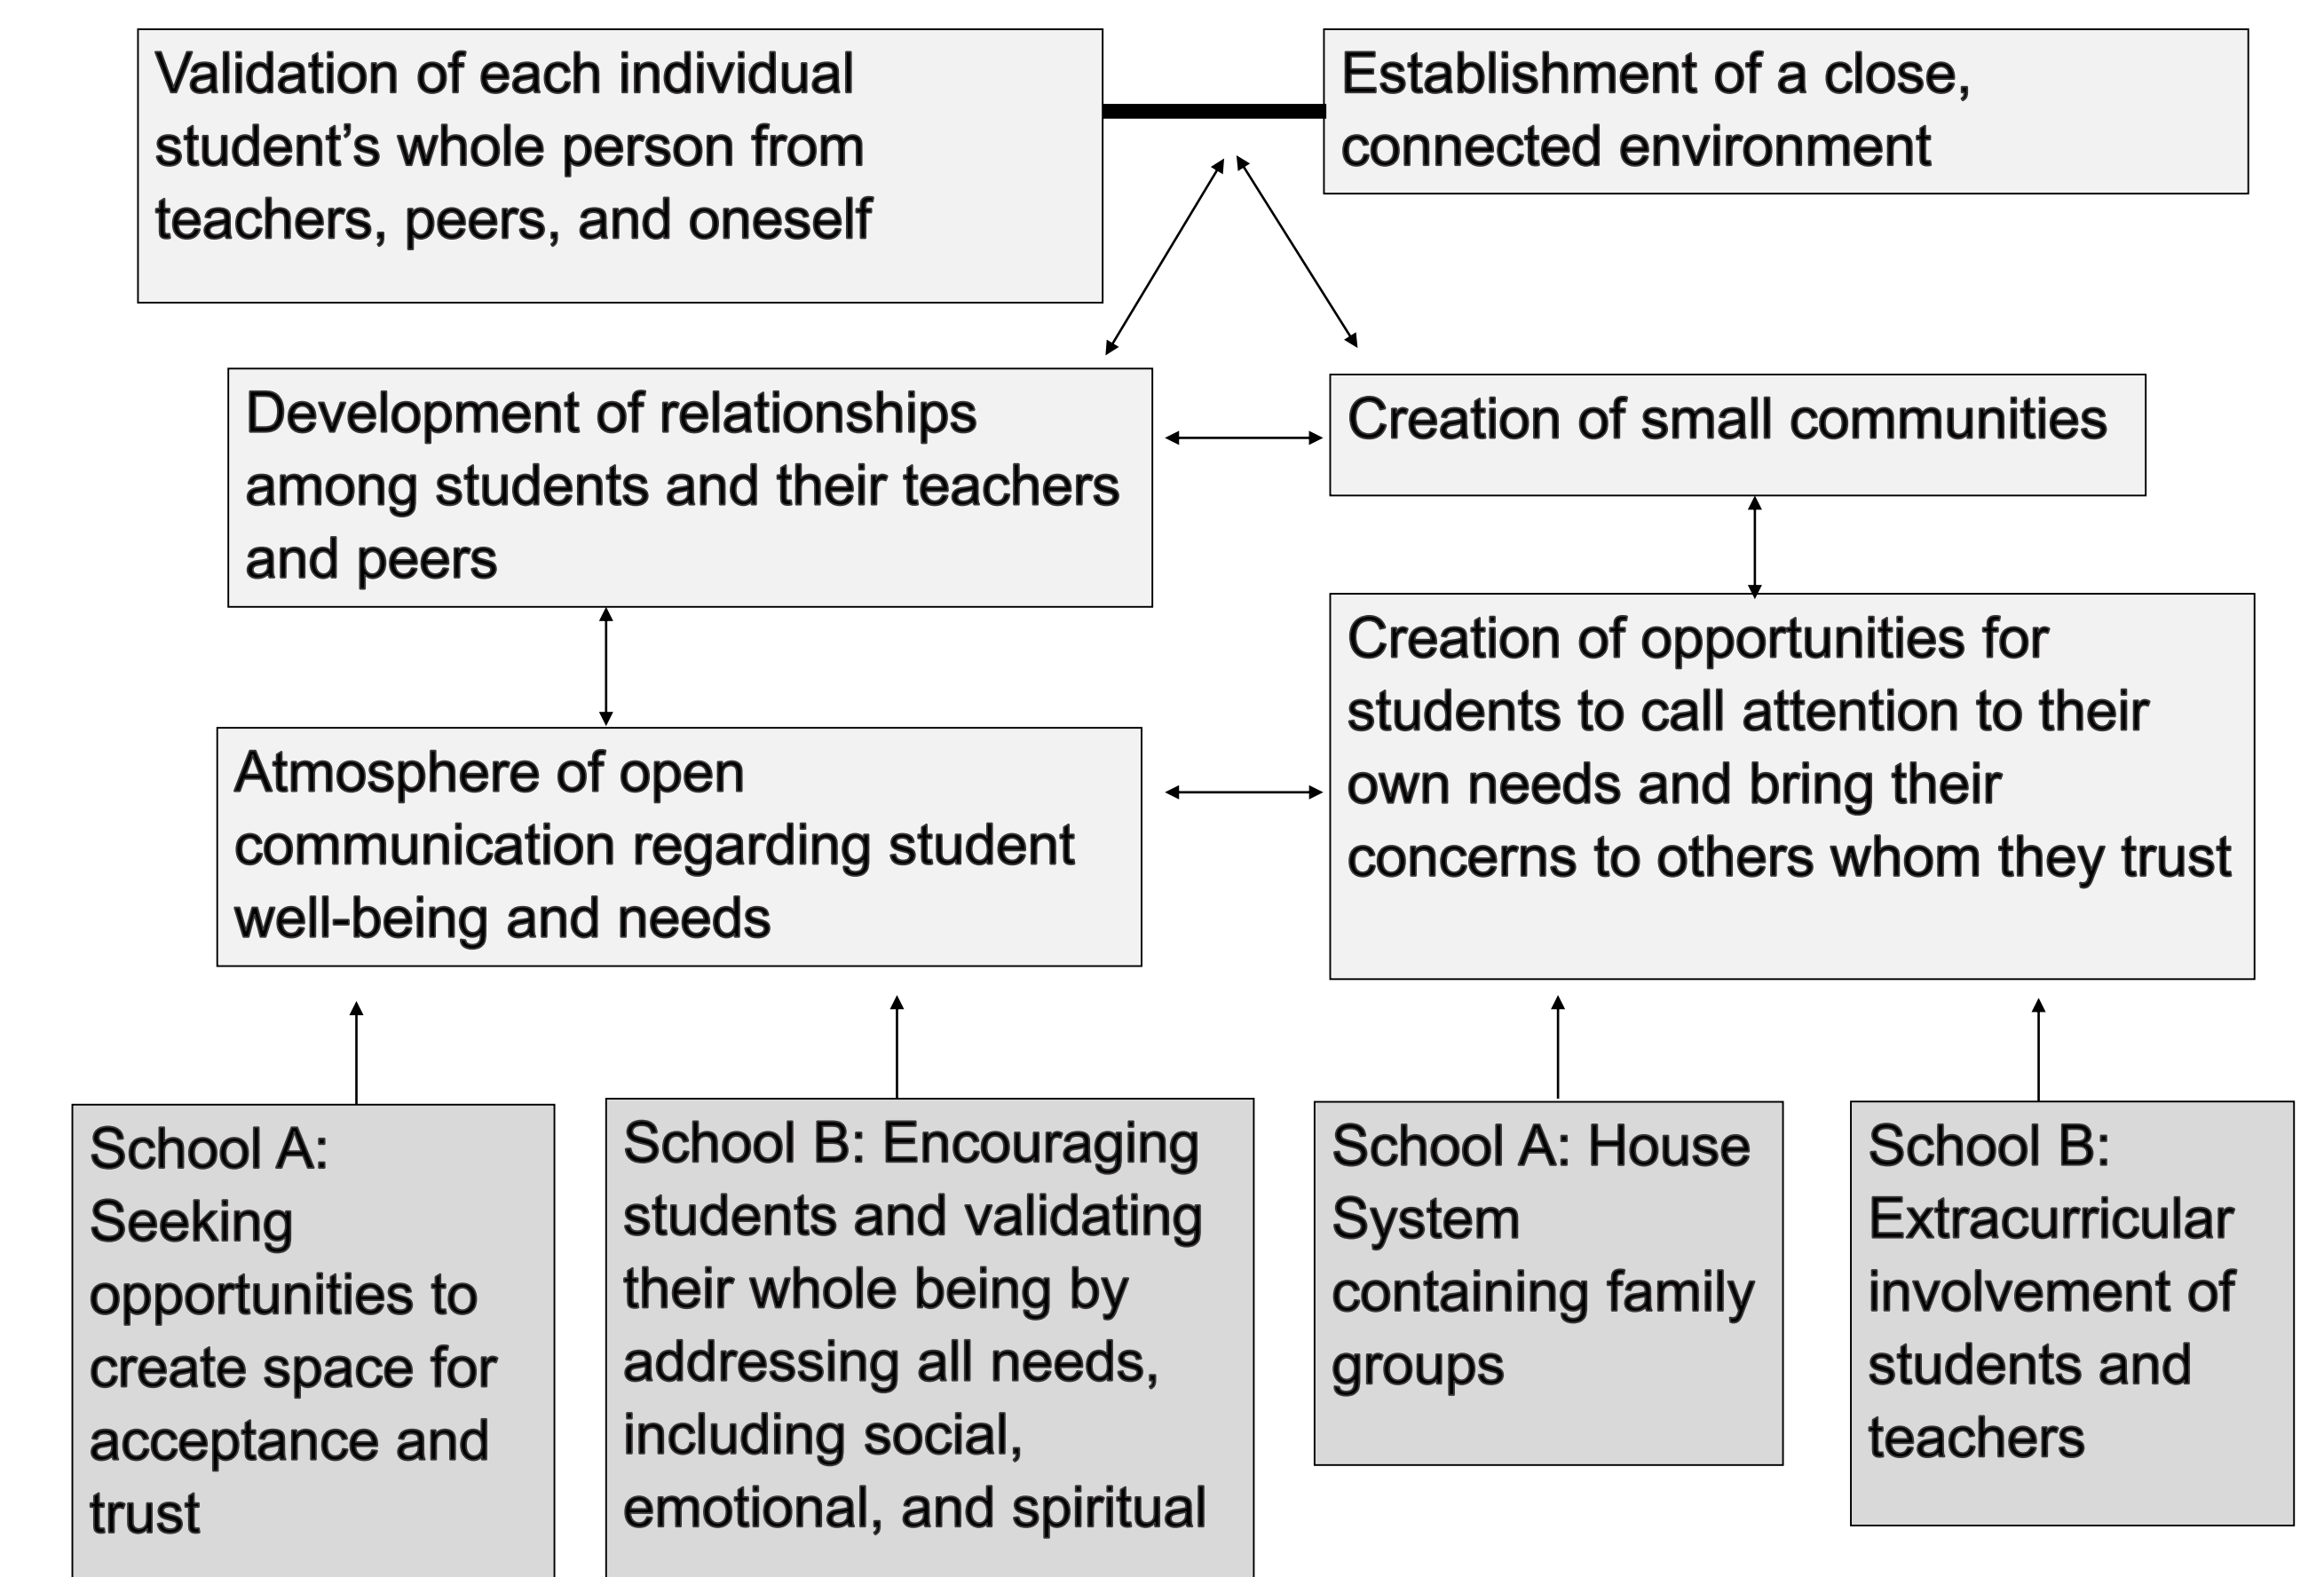 Validation of each individual
student’s whole person from
teachers, peers, and oneself
Establishment of a close,
connected environment
Development of relationships
among students and their teachers
and peers
Creation of small communities
Atmosphere of open
communication regarding student
well-being and needs
Creation of opportunities for
students to call attention to their
own needs and bring their
concerns to others whom they trust
School A:
Seeking
opportunities to
create space for
acceptance and
trust
School B: Encouraging
students and validating
their whole being by
addressing all needs,
including social,
emotional, and spiritual
School A: House
System
containing family
groups
School B:
Extracurricular
involvement of
students and
teachers